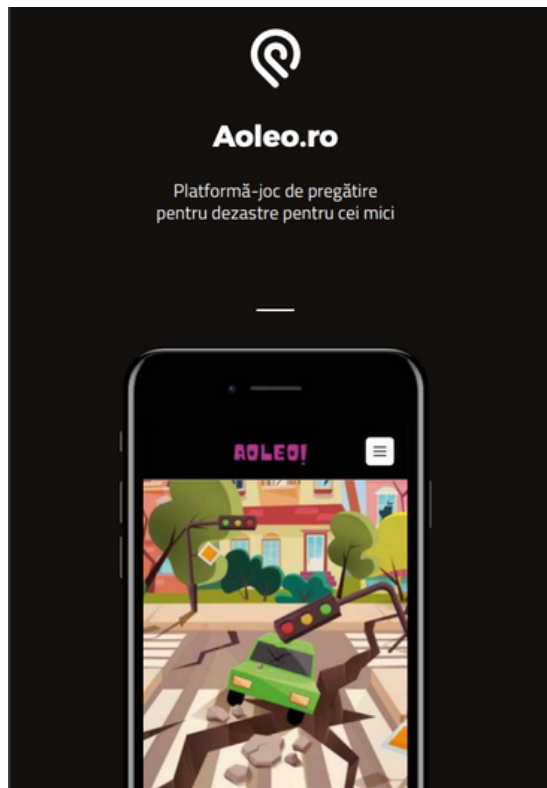 Aoleo.ro
Platformă-joc de pregătire
pentru dezastre pentru cei mici
AOLEO!